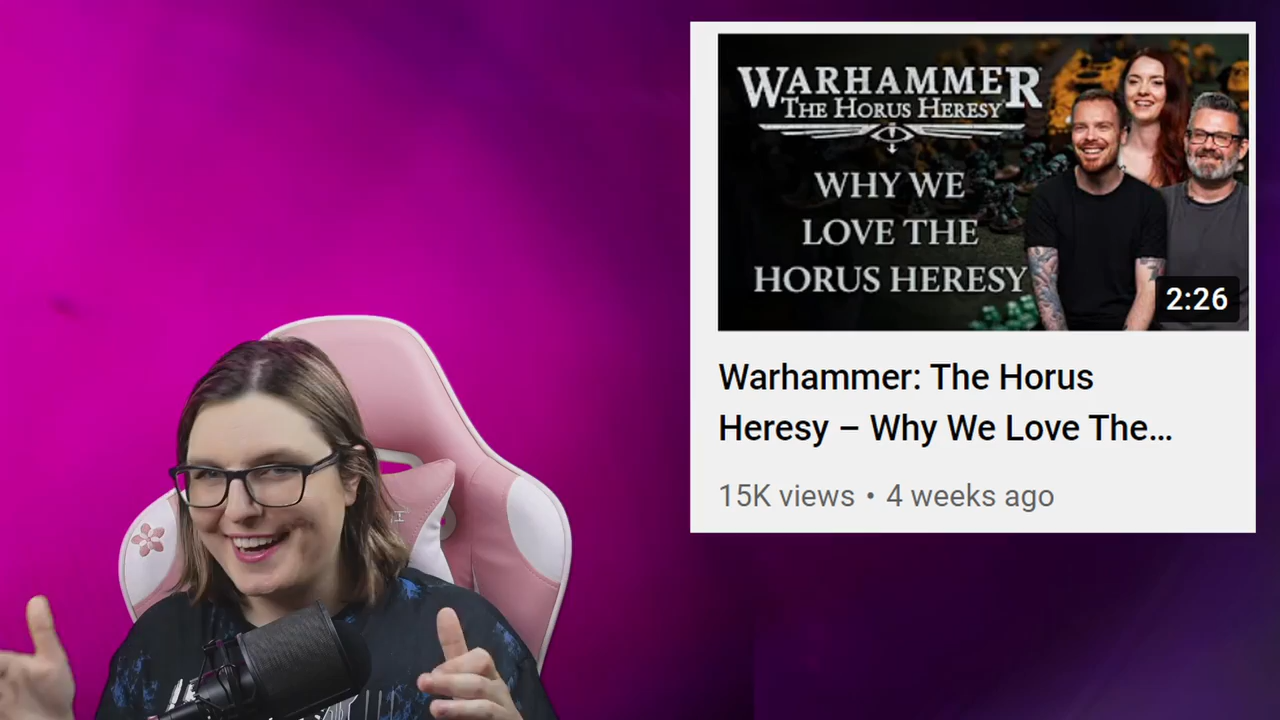 WARHAMMER
THE HORUS HERESY
WHY WE
LOVE THE
HORUS HERESY
2:26
Warhammer: The Horus
Heresy – Why We Love The...
15K views • 4 weeks ago